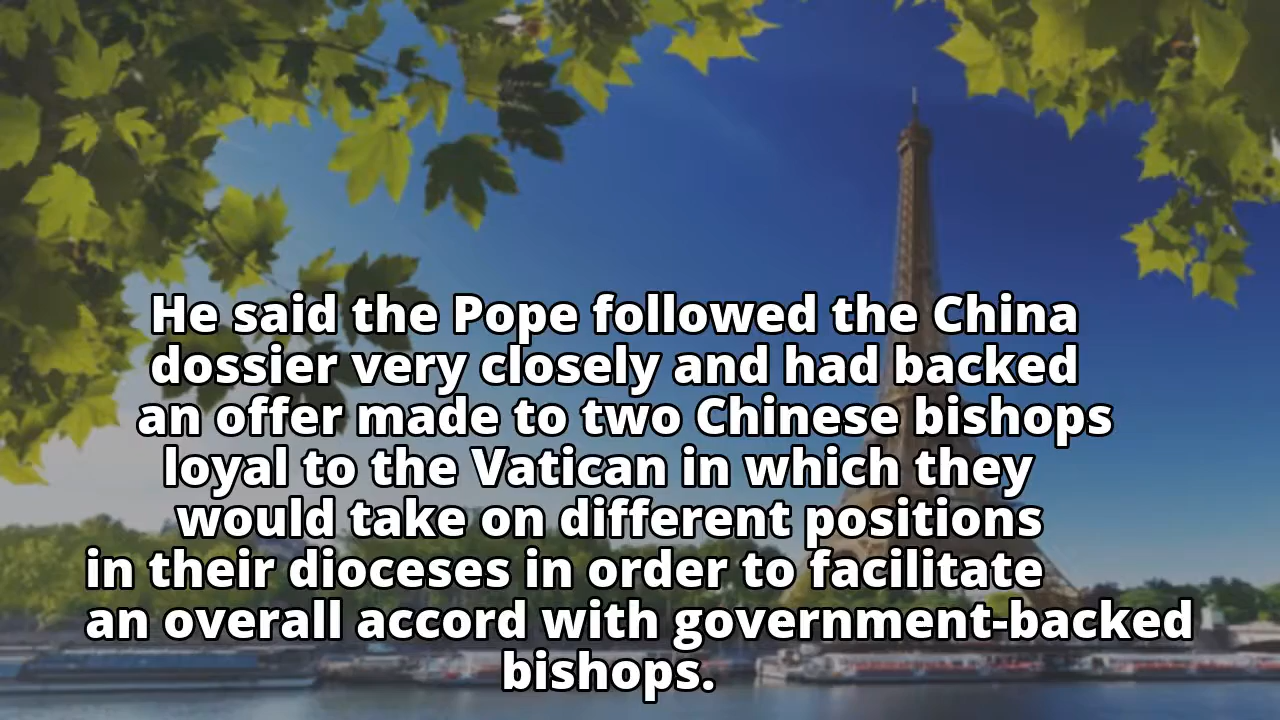 He said the Pope followed the China
dossier very closely and had backed
an offer made to two Chinese bishops
loyal to the Vatican in which they
would take on different positions
in their dioceses in order to facilitate
an overall accord with government-backed
bishops.